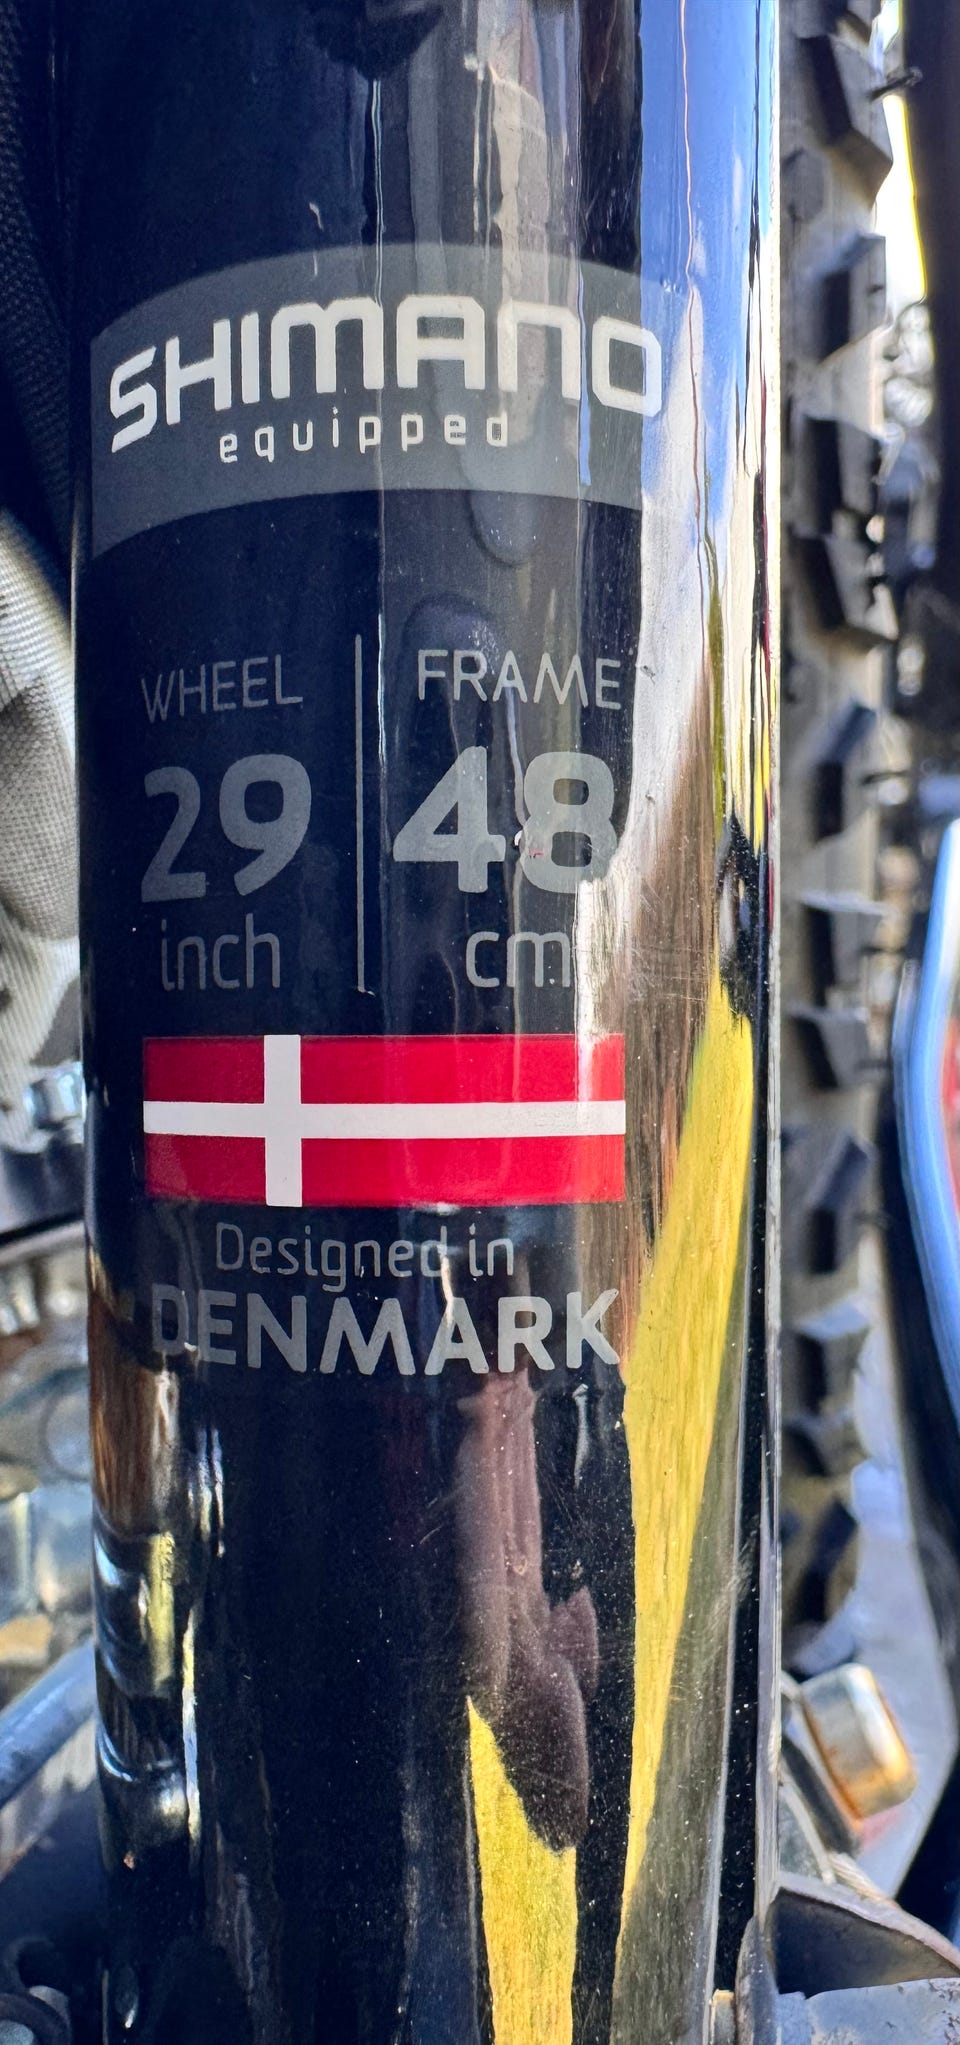 SHIMANO
equipped
WHEEL
29
inch
FRAME
48
cm
Designed in
DENMARK